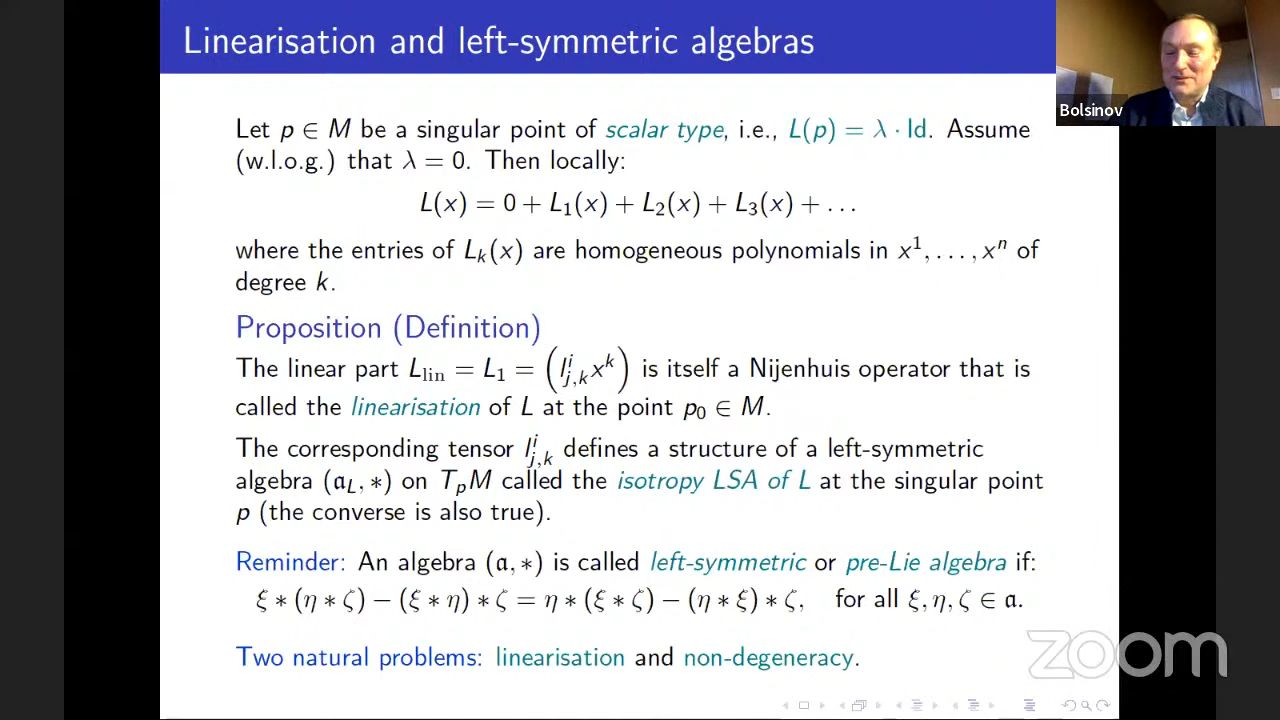 Linearisation and left-symmetric algebras
Bolsinov
Let p ∈ M be a singular point of scalar type, i.e., L(p) = λ · Id. Assume
(w.l.o.g.) that λ = 0. Then locally:
L(x) = 0 + L₁(x) + L₂(x) + L₃(x) + . . .
where the entries of Lₖ(x) are homogeneous polynomials in x¹, . . . , xⁿ of
degree k.
Proposition (Definition)
The linear part L_lin = L₁ = (l^i_{j,k} x^k) is itself a Nijenhuis operator that is
called the linearisation of L at the point p₀ ∈ M.
The corresponding tensor l^i_{j,k} defines a structure of a left-symmetric
algebra (𝔞_L, ∗) on T_pM called the isotropy LSA of L at the singular point
p (the converse is also true).
Reminder: An algebra (𝔞, ∗) is called left-symmetric or pre-Lie algebra if:
ξ ∗ (η ∗ ζ) − (ξ ∗ η) ∗ ζ = η ∗ (ξ ∗ ζ) − (η ∗ ξ) ∗ ζ, for all ξ, η, ζ ∈ 𝔞.
Two natural problems: linearisation and non-degeneracy.
zoom